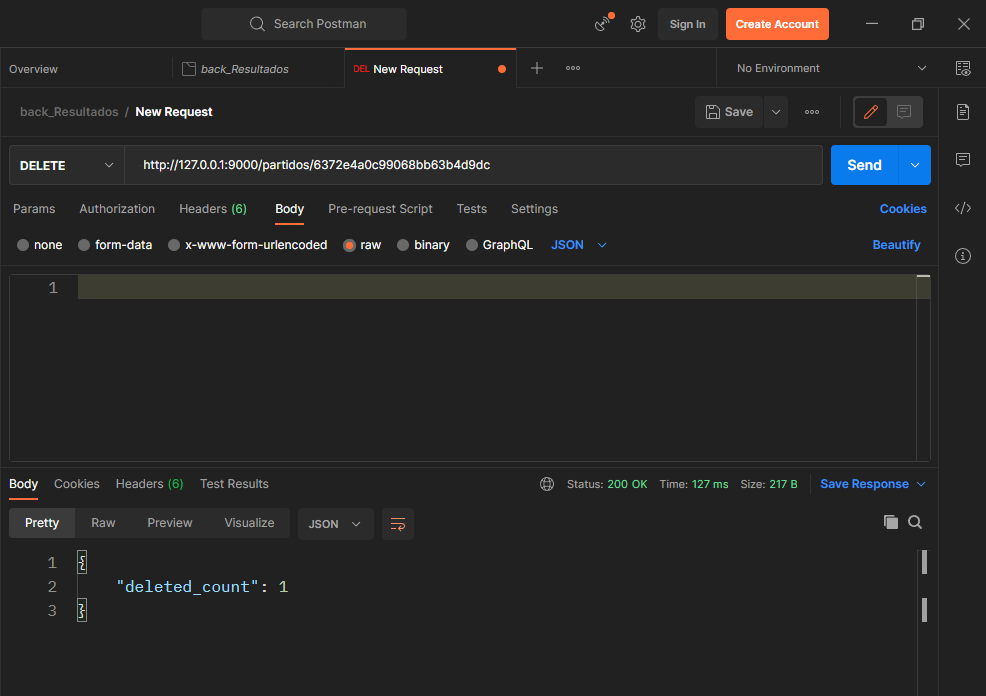 Search Postman
Sign In
Create Account
Overview
back_Resultados
DEL New Request
No Environment
back_Resultados / New Request
Save
DELETE
http://127.0.0.1:9000/partidos/6372e4a0c99068bb63b4d9dc
Send
Params Authorization Headers (6) Body Pre-request Script Tests Settings Cookies
none form-data x-www-form-urlencoded raw binary GraphQL JSON Beautify
1
Body Cookies Headers (6) Test Results Status: 200 OK Time: 127 ms Size: 217 B Save Response
Pretty Raw Preview Visualize JSON
1 {
2 "deleted_count": 1
3 }